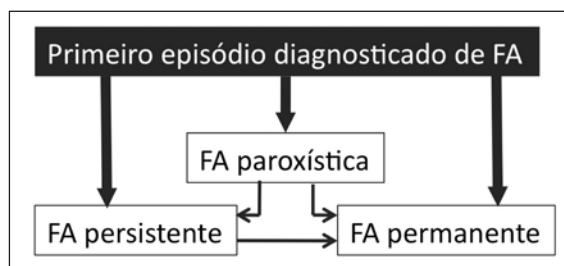 Primeiro episódio diagnosticado de FA
FA paroxística
FA persistente
FA permanente